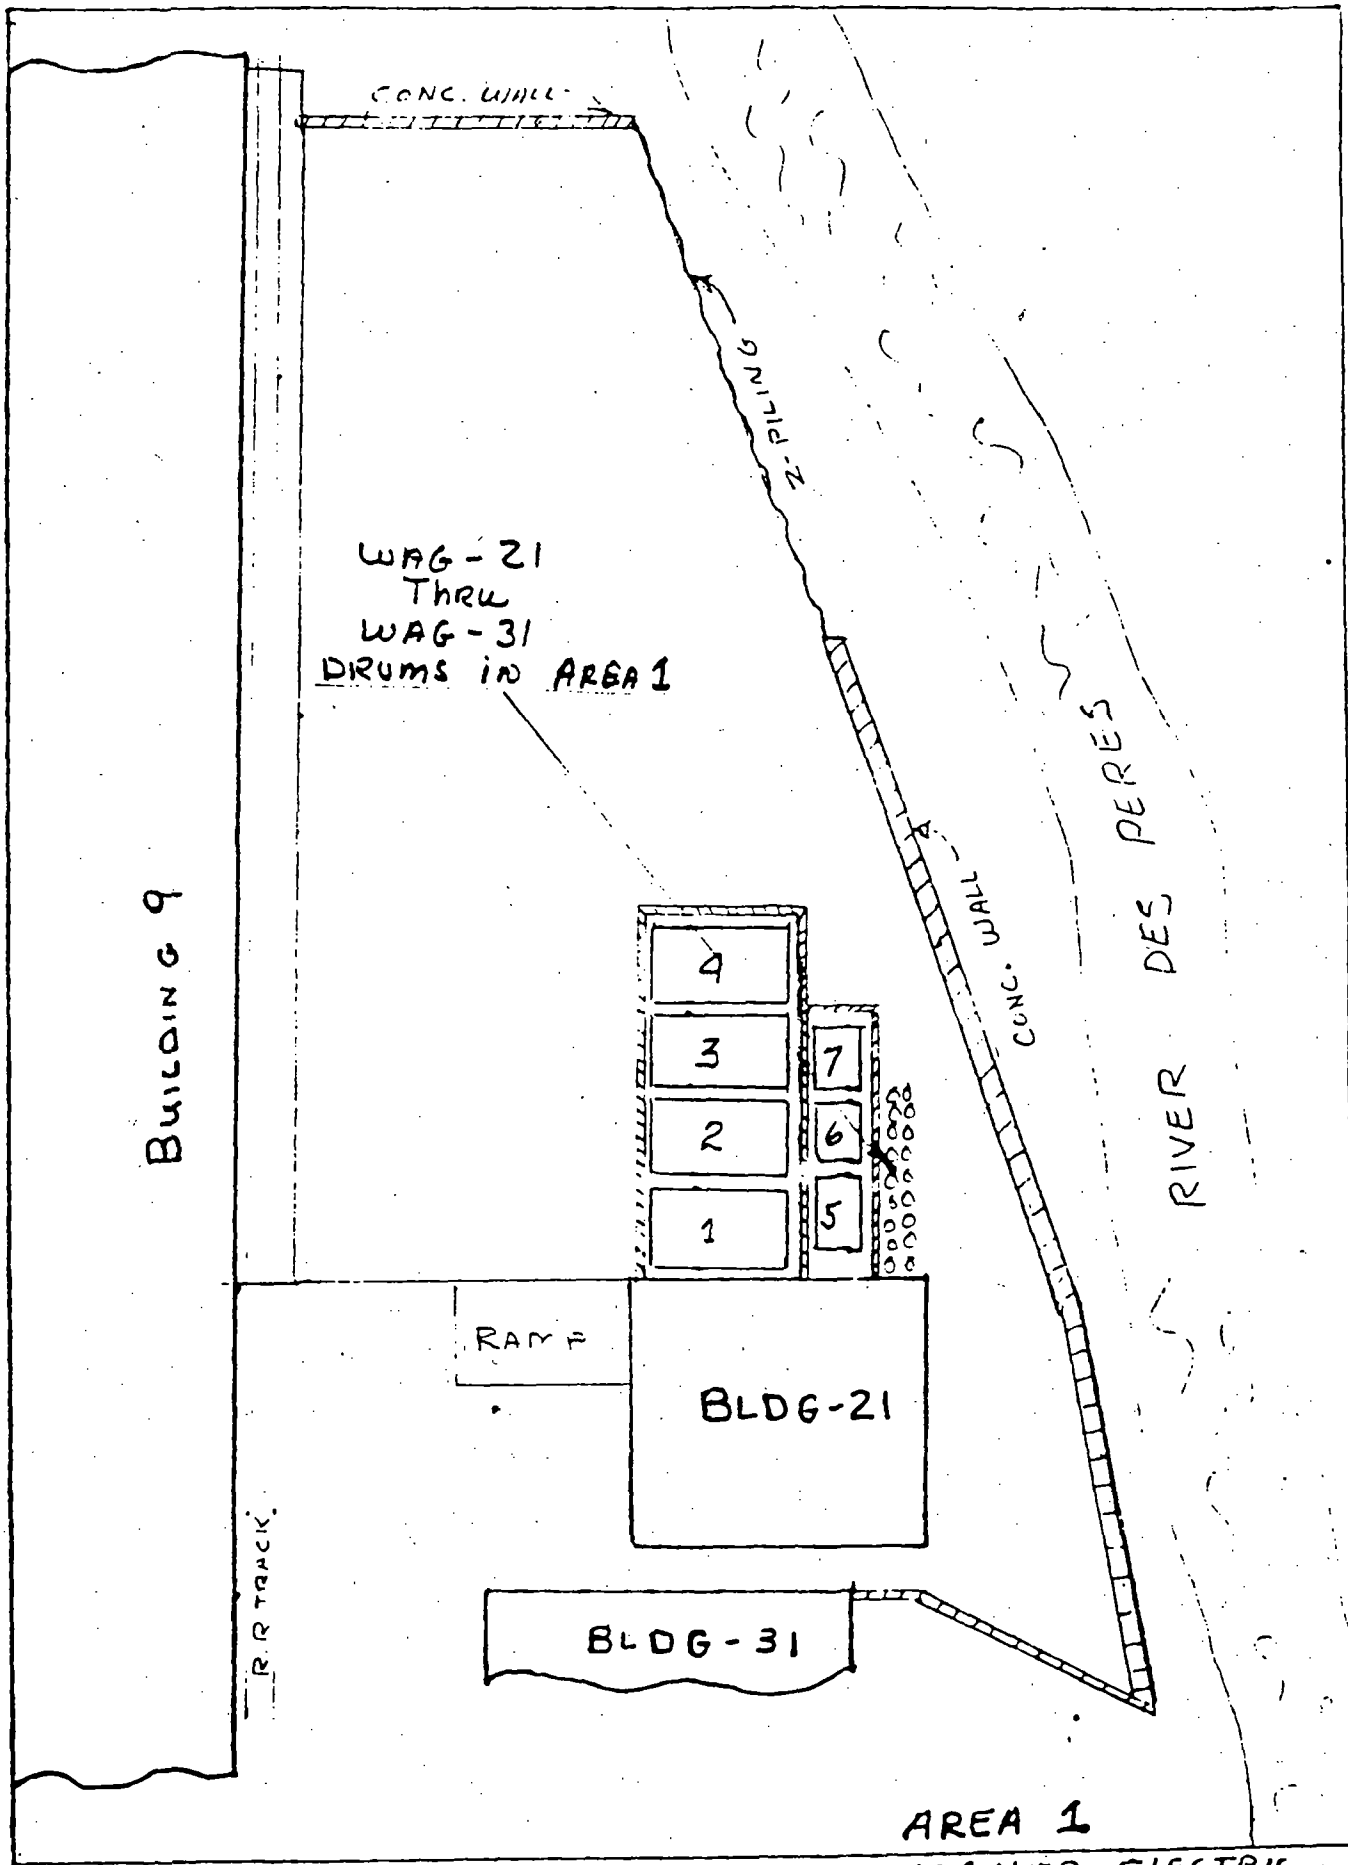 CONC. WALL
Z-PILING
WAG-21
THRU
WAG-31
DRUMS IN AREA 1
BUILDING 9
RIVER DES PERES
CONC. WALL
4
3
7
2
6
1
5
RAMP
BLDG-21
R.R TRACK.
BLDG-31
AREA 1
ELECTRIC